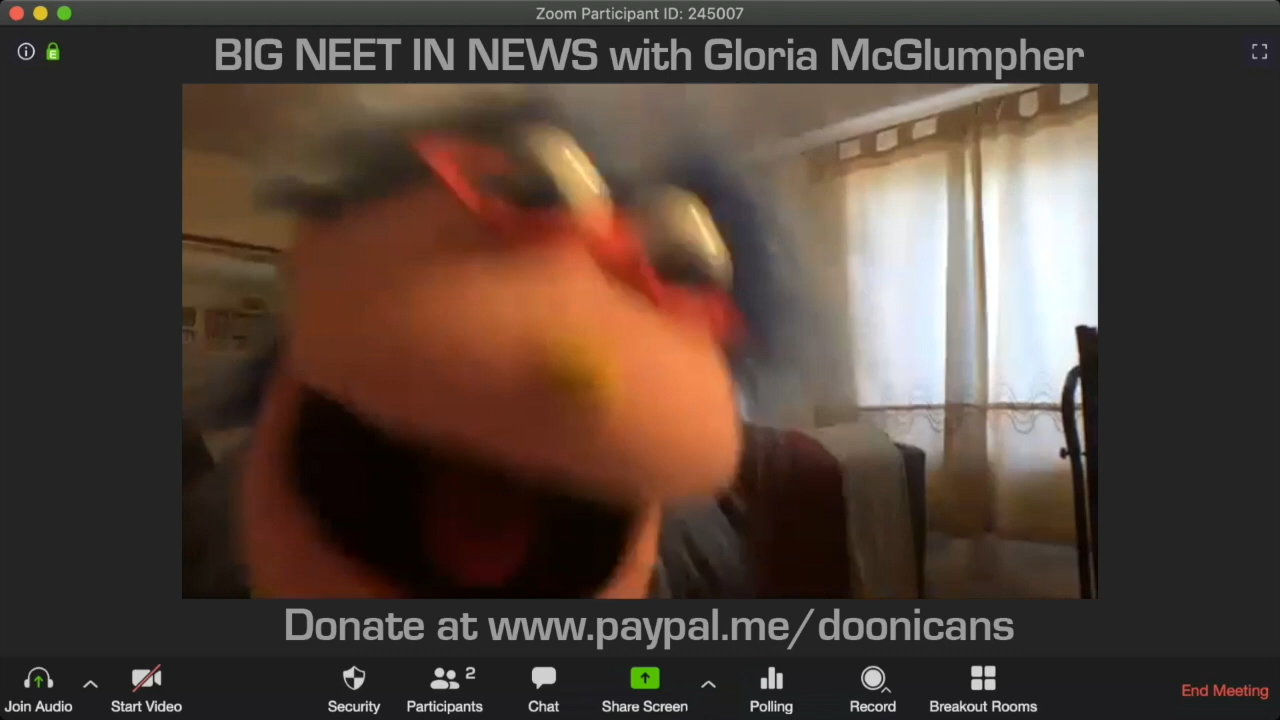 Zoom Participant ID: 245007
BIG NEET IN NEWS with Gloria McGlumpher
E
Donate at www.paypal.me/doonicans
2
Join Audio Start Video Security Participants Chat Share Screen Polling Record Breakout Rooms End Meeting